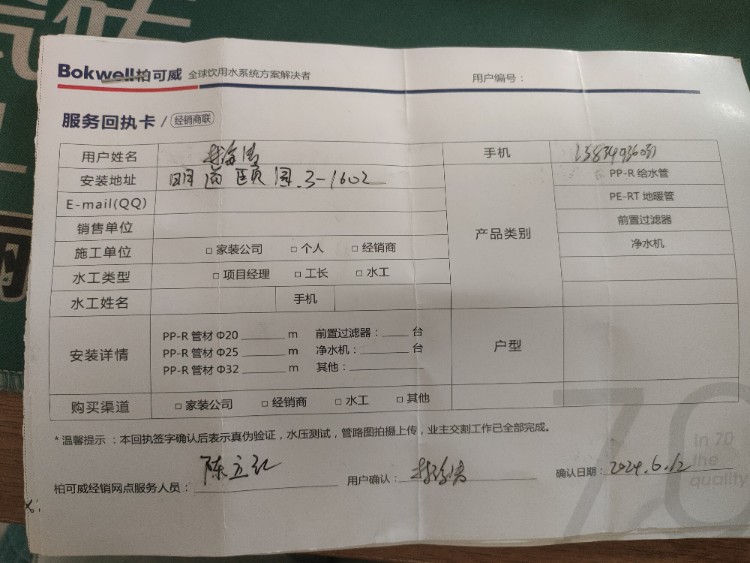 Bokwell柏可威 全球饮用水系统方案解决者 用户编号：
服务回执卡 / 经销商联
用户姓名 手机
安装地址 明尚颐园.3-1602
E-mail(QQ)
销售单位
产品类别
PP-R 给水管
PE-RT 地暖管
前置过滤器
净水机
施工单位 □ 家装公司 □ 个人 □ 经销商
水工类型 □ 项目经理 □ 工长 □ 水工
水工姓名 手机
安装详情
PP-R 管材 Φ20 ______ m 前置过滤器：____ 台
PP-R 管材 Φ25 ______ m 净水机：______ 台
PP-R 管材 Φ32 ______ m 其他：______
户型
购买渠道 □ 家装公司 □ 经销商 □ 水工 □ 其他
*温馨提示：本回执签字确认后表示真伪验证，水压测试，管路图拍摄上传，业主交割工作已全部完成。
柏可威经销网点服务人员：陈立红 用户确认： 确认日期：2024.6.12
7.0
In 70
the
quality